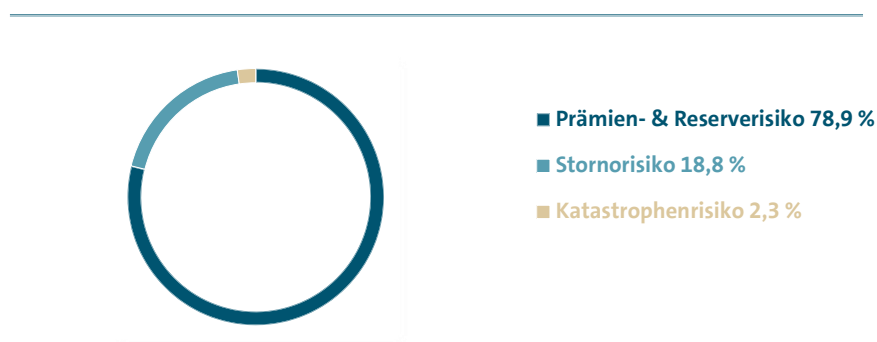 Prämien- & Reserverisiko 78,9 %
Stornorisiko 18,8 %
Katastrophenrisiko 2,3 %